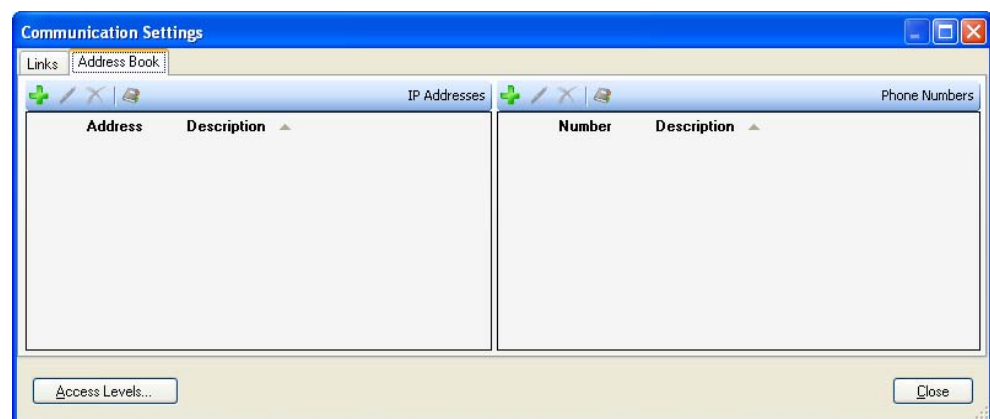 Communication Settings
Links Address Book
IP Addresses Phone Numbers
Address Description Number Description
Access Levels... Close